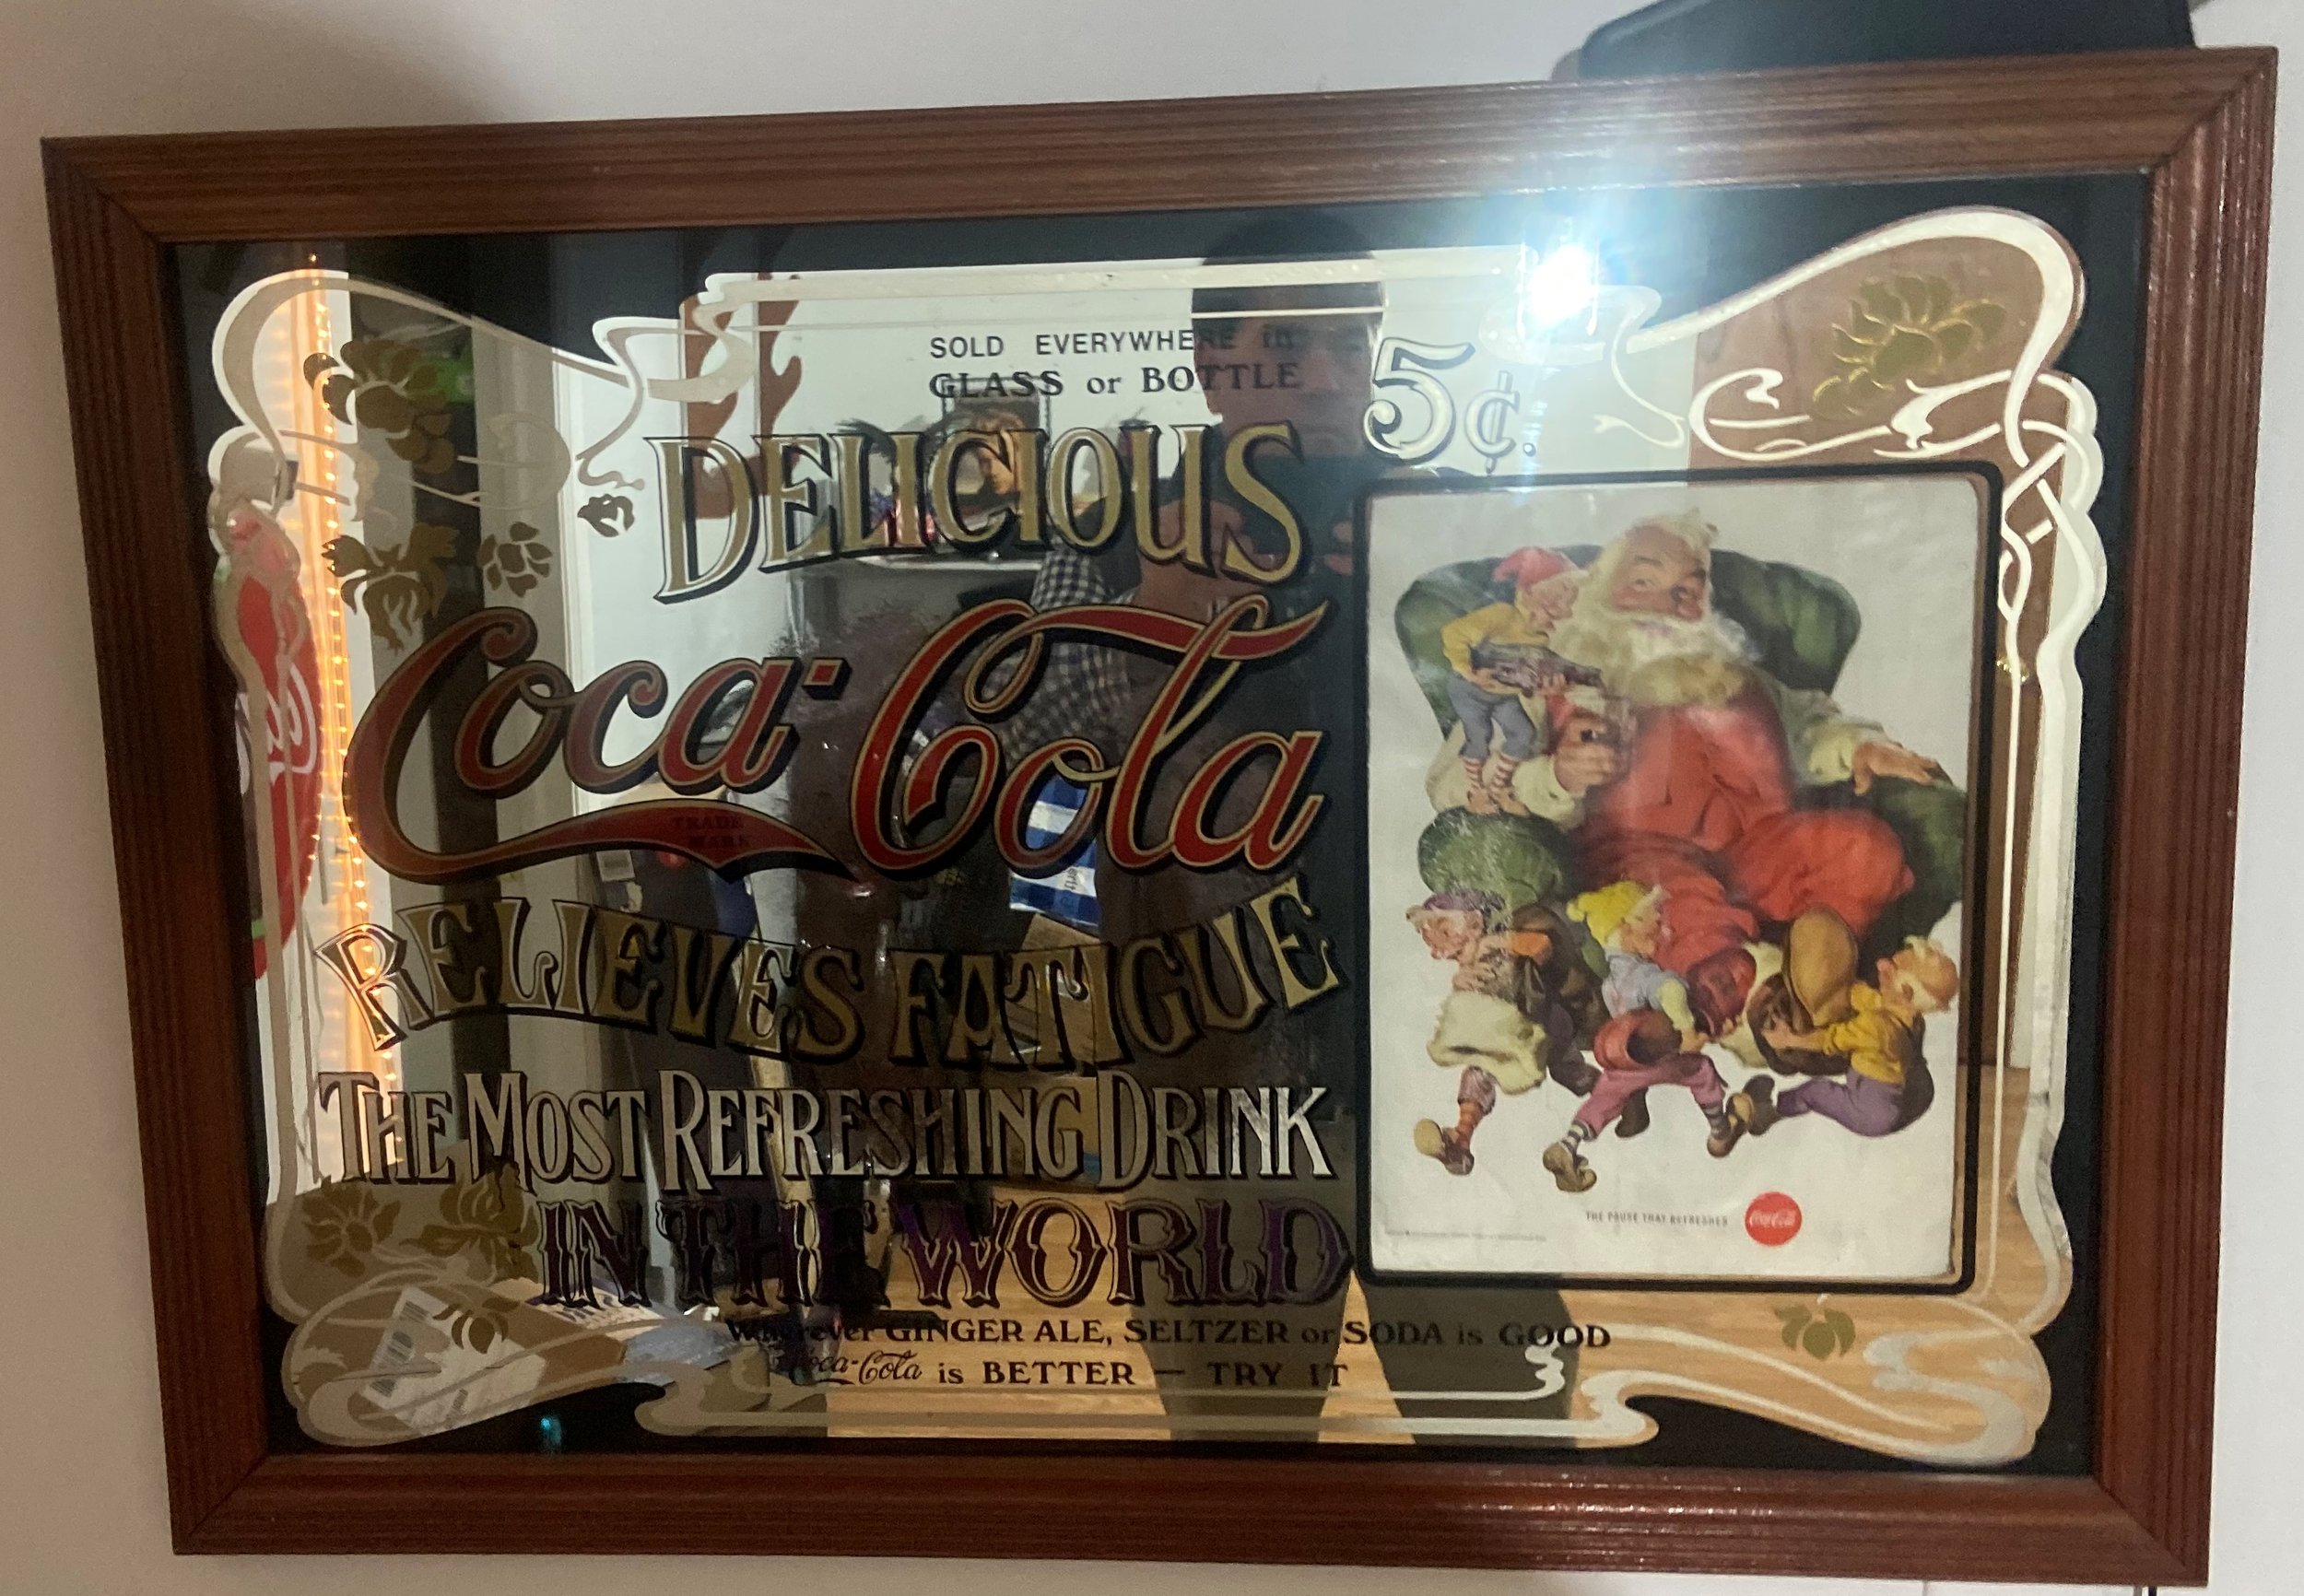 SOLD EVERYWHERE in
GLASS or BOTTLE
5¢.
DELICIOUS
Coca-Cola
TRADE
MARK
RELIEVES FATIGUE
THE MOST REFRESHING DRINK
IN THE WORLD
Wherever GINGER ALE, SELTZER or SODA is GOOD
Coca-Cola is BETTER — TRY IT
THE PAUSE THAT REFRESHES
Coca-Cola